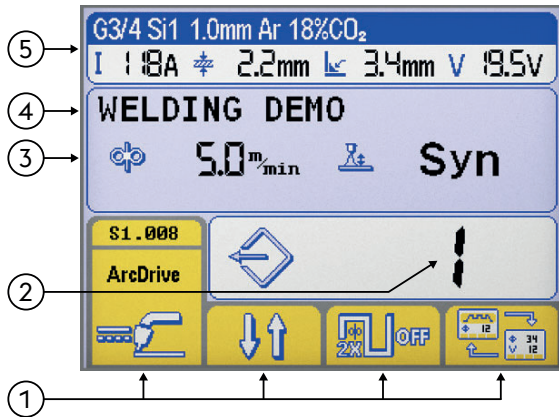 G3/4 Si1 1.0mm Ar 18%CO₂
5
I 118A 2.2mm 3.4mm V 19.5V
4
WELDING DEMO
3
5.0 m/min Syn
S1.008
2
ArcDrive
1
2X OFF
Φ 12
Φ 34
V 12
1